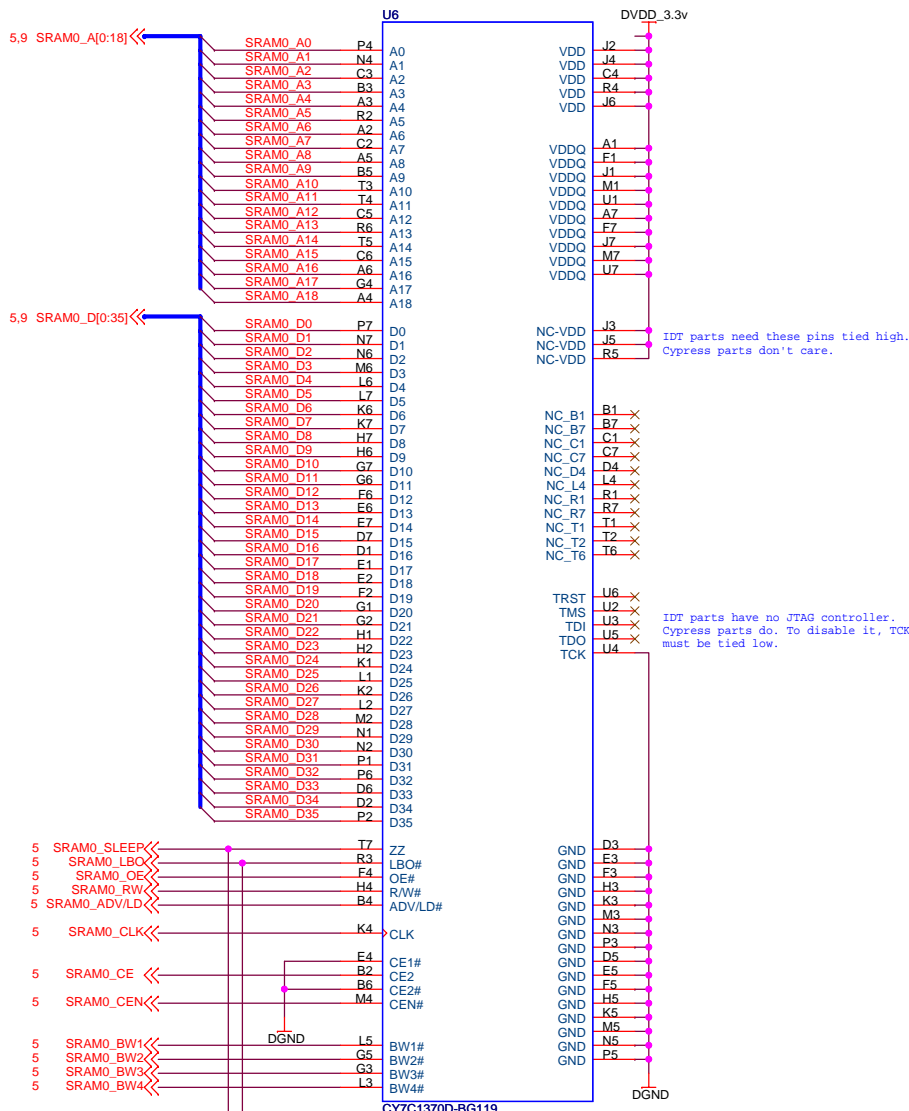 U6 DVDD_3.3v
5,9 SRAM0_A[0:18]
SRAM0_A0 P4 A0 VDD J2
SRAM0_A1 N4 A1 VDD J4
SRAM0_A2 C3 A2 VDD C4
SRAM0_A3 B3 A3 VDD R4
SRAM0_A4 A3 A4 VDD J6
SRAM0_A5 R2 A5
SRAM0_A6 A2 A6
SRAM0_A7 C2 A7 VDDQ A1
SRAM0_A8 A5 A8 VDDQ F1
SRAM0_A9 B5 A9 VDDQ J1
SRAM0_A10 T3 A10 VDDQ M1
SRAM0_A11 T4 A11 VDDQ U1
SRAM0_A12 C5 A12 VDDQ A7
SRAM0_A13 R6 A13 VDDQ F7
SRAM0_A14 T5 A14 VDDQ J7
SRAM0_A15 C6 A15 VDDQ M7
SRAM0_A16 A6 A16 VDDQ U7
SRAM0_A17 G4 A17
SRAM0_A18 A4 A18
5,9 SRAM0_D[0:35]
SRAM0_D0 P7 D0 NC-VDD J3
SRAM0_D1 N7 D1 NC-VDD J5
SRAM0_D2 N6 D2 NC-VDD R5
IDT parts need these pins tied high.
Cypress parts don't care.
SRAM0_D3 M6 D3
SRAM0_D4 L6 D4
SRAM0_D5 L7 D5
SRAM0_D6 K6 D6 NC_B1 B1
SRAM0_D7 K7 D7 NC_B7 B7
SRAM0_D8 H7 D8 NC_C1 C1
SRAM0_D9 H6 D9 NC_C7 C7
SRAM0_D10 G7 D10 NC_D4 D4
SRAM0_D11 G6 D11 NC_L4 L4
SRAM0_D12 F6 D12 NC_R1 R1
SRAM0_D13 E6 D13 NC_R7 R7
SRAM0_D14 E7 D14 NC_T1 T1
SRAM0_D15 D7 D15 NC_T2 T2
SRAM0_D16 D1 D16 NC_T6 T6
SRAM0_D17 E1 D17
SRAM0_D18 E2 D18
SRAM0_D19 F2 D19 TRST U6
SRAM0_D20 G1 D20 TMS U2
SRAM0_D21 G2 D21 TDI U3
SRAM0_D22 H1 D22 TDO U5
SRAM0_D23 H2 D23 TCK U4
IDT parts have no JTAG controller.
Cypress parts do. To disable it, TCK
must be tied low.
SRAM0_D24 K1 D24
SRAM0_D25 L1 D25
SRAM0_D26 K2 D26
SRAM0_D27 L2 D27
SRAM0_D28 M2 D28
SRAM0_D29 N1 D29
SRAM0_D30 N2 D30
SRAM0_D31 P1 D31
SRAM0_D32 P6 D32
SRAM0_D33 D6 D33
SRAM0_D34 D2 D34
SRAM0_D35 P2 D35
5 SRAM0_SLEEP T7 ZZ GND D3
5 SRAM0_LBO R3 LBO# GND E3
5 SRAM0_OE F4 OE# GND F3
5 SRAM0_RW H4 R/W# GND H3
5 SRAM0_ADV/LD B4 ADV/LD# GND K3
GND M3
5 SRAM0_CLK K4 CLK GND N3
GND P3
E4 CE1# GND D5
5 SRAM0_CE B2 CE2 GND E5
B6 CE2# GND F5
5 SRAM0_CEN M4 CEN# GND H5
GND K5
DGND GND M5
5 SRAM0_BW1 L5 BW1# GND N5
5 SRAM0_BW2 G5 BW2# GND P5
5 SRAM0_BW3 G3 BW3#
5 SRAM0_BW4 L3 BW4#
DGND
CY7C1370D-BG119